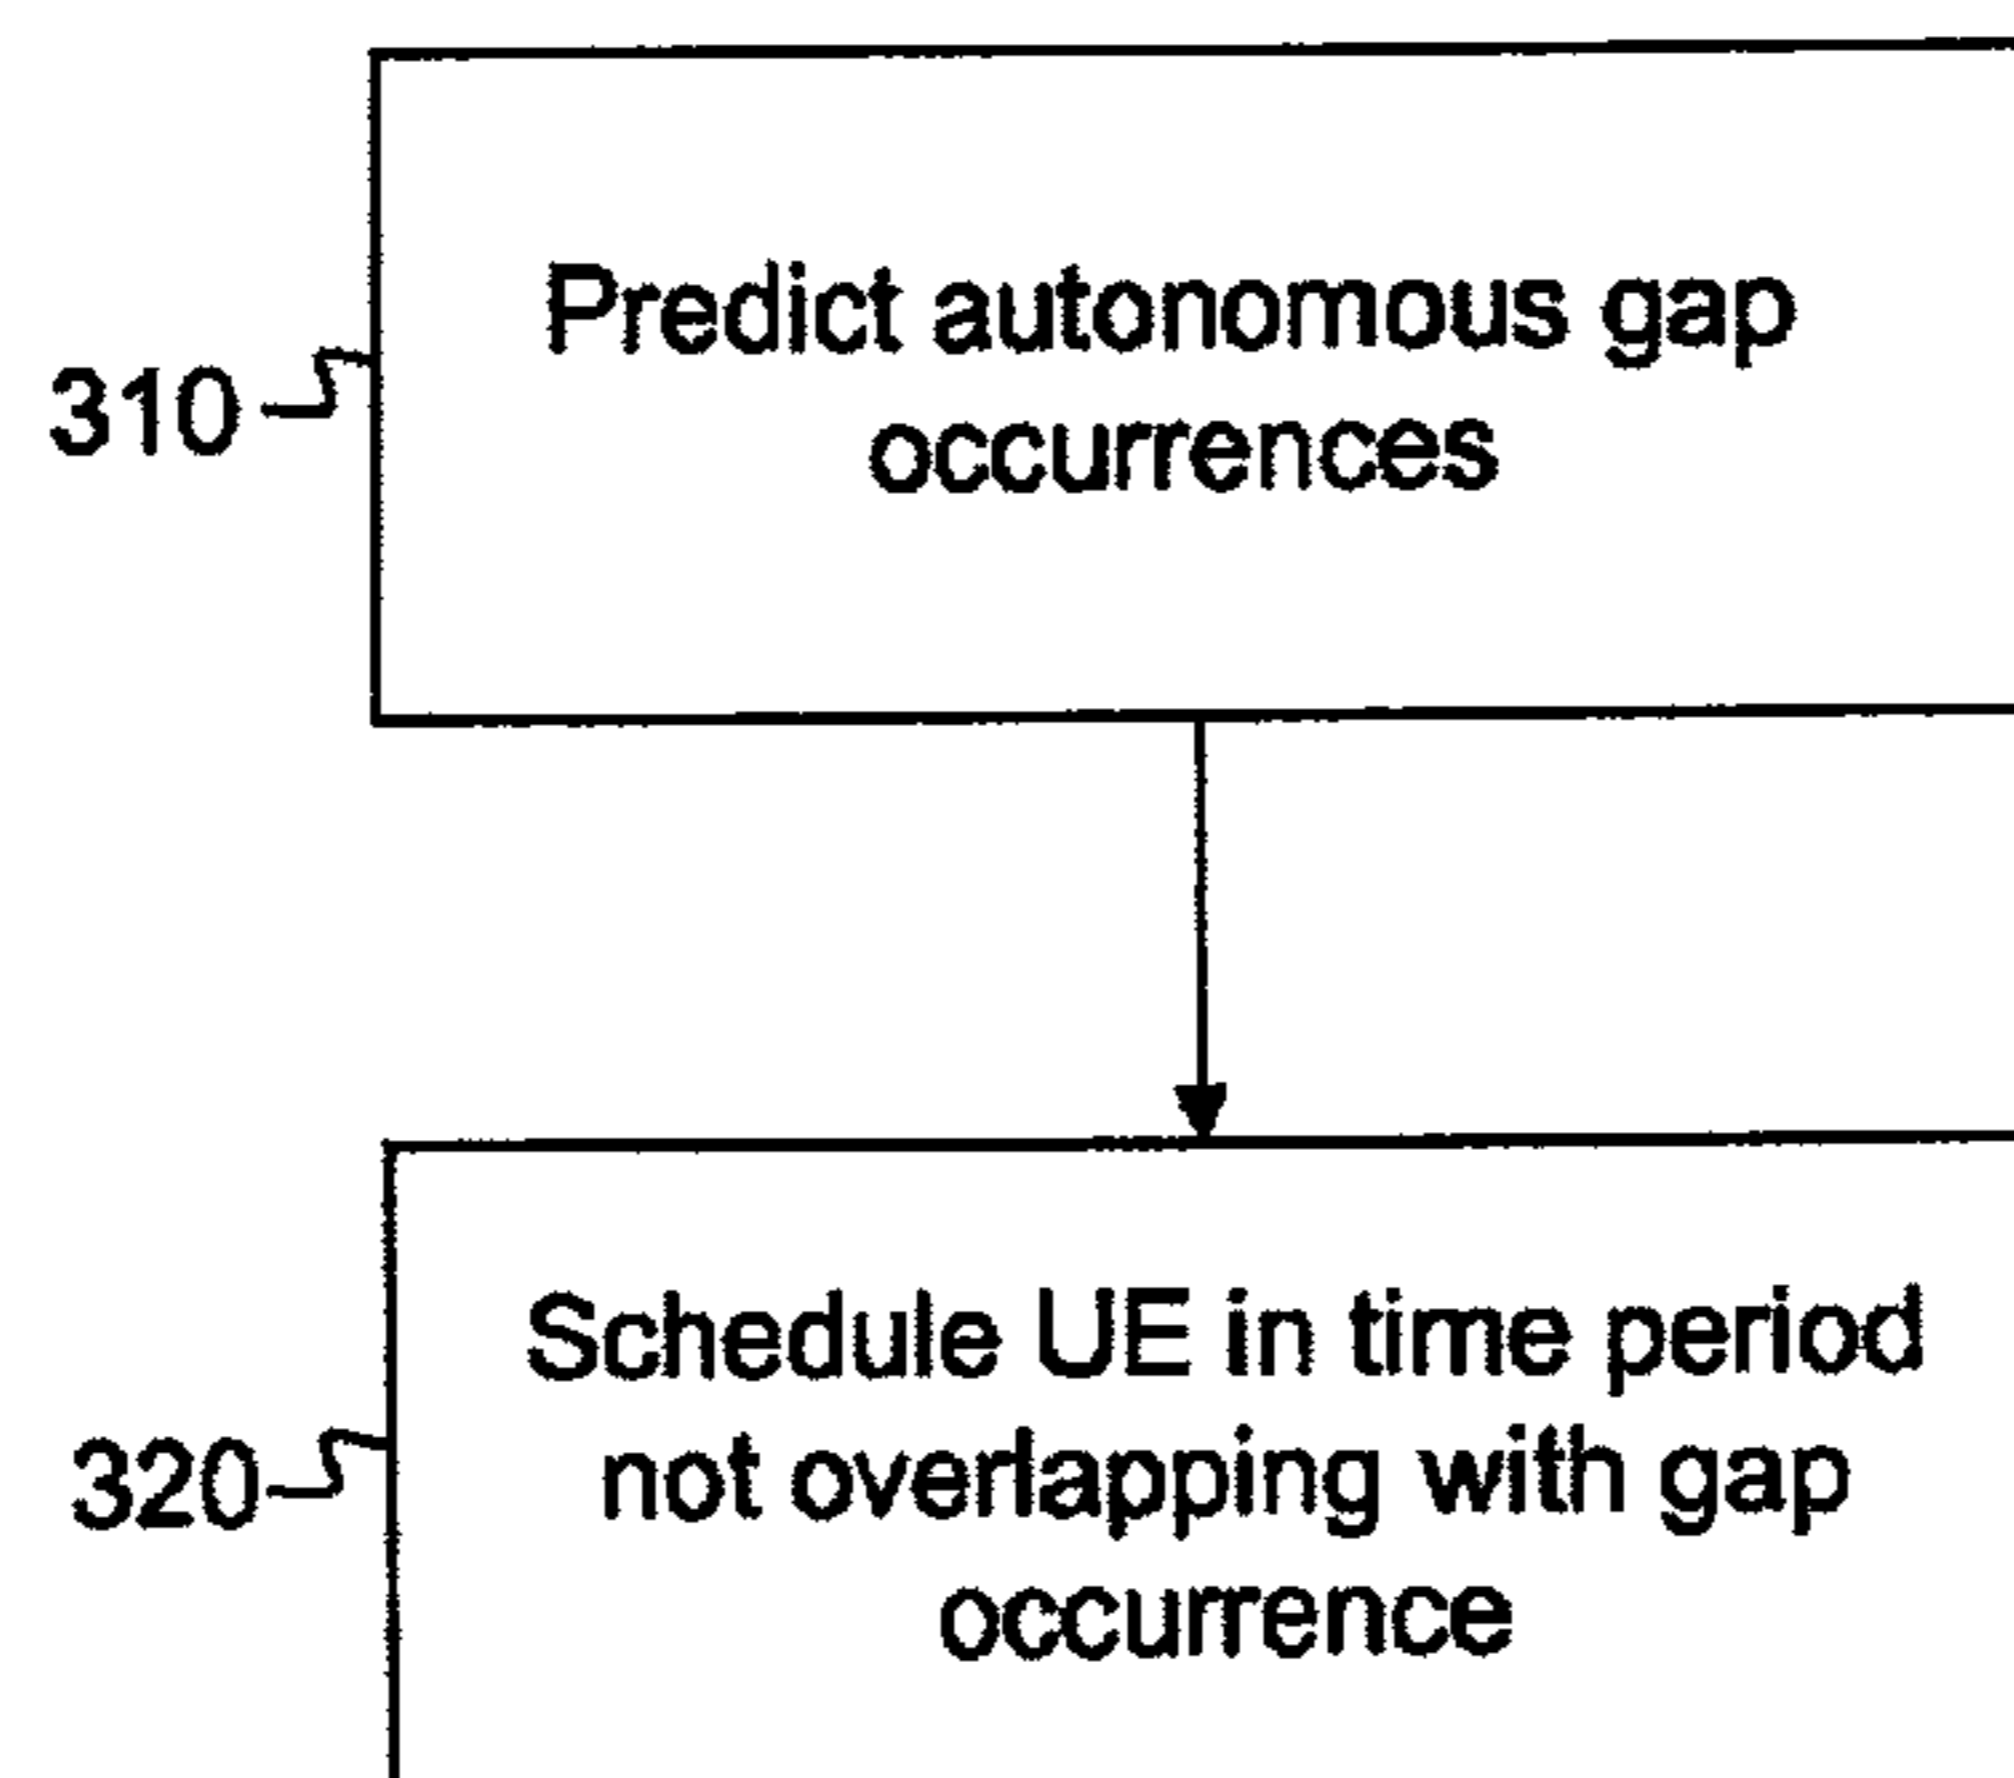 Predict autonomous gap
occurrences
310
Schedule UE in time period
not overlapping with gap
occurrence
320